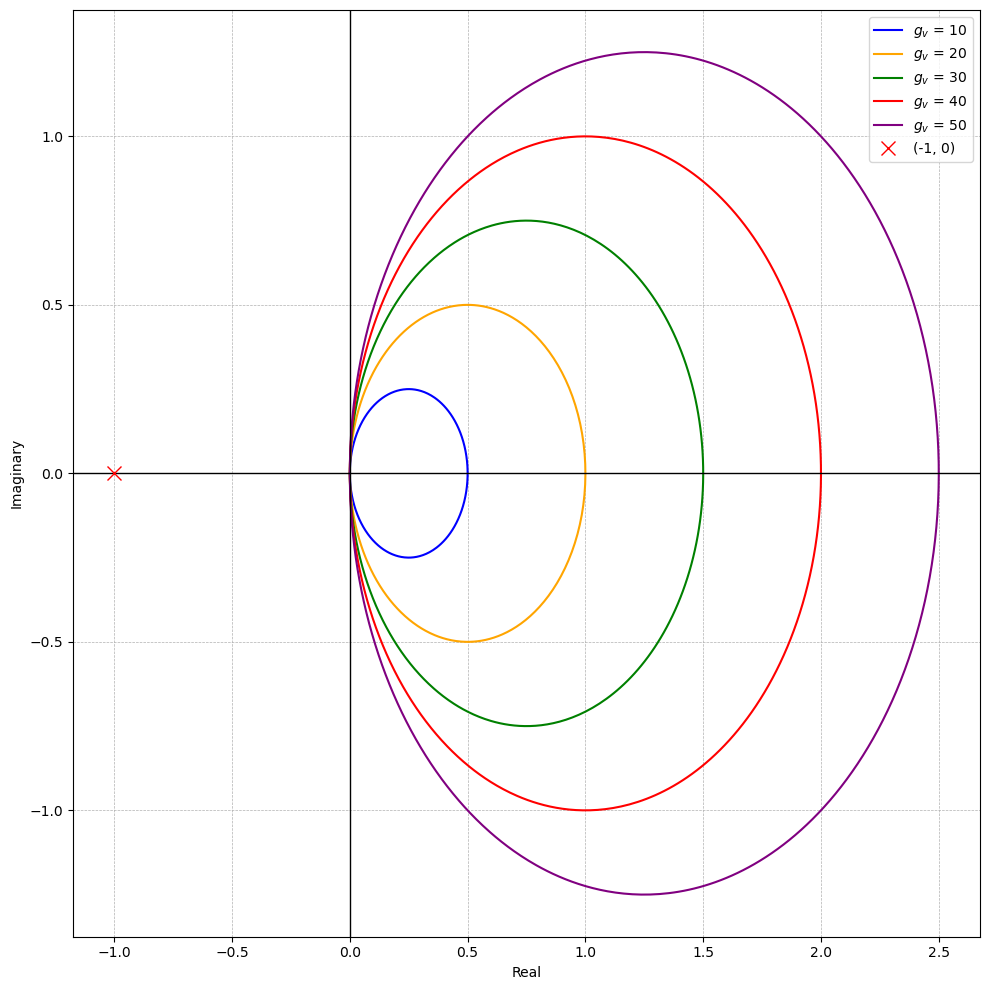 g_v = 10
g_v = 20
g_v = 30
g_v = 40
g_v = 50
(-1, 0)
1.0
0.5
0.0
−0.5
−1.0
Imaginary
−1.0 −0.5 0.0 0.5 1.0 1.5 2.0 2.5
Real